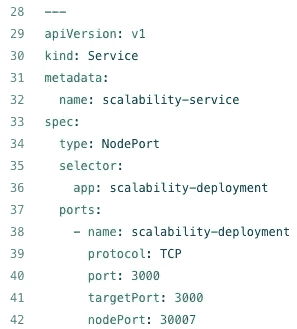 28 ---
29 apiVersion: v1
30 kind: Service
31 metadata:
32   name: scalability-service
33 spec:
34   type: NodePort
35   selector:
36     app: scalability-deployment
37   ports:
38     - name: scalability-deployment
39       protocol: TCP
40       port: 3000
41       targetPort: 3000
42       nodePort: 30007